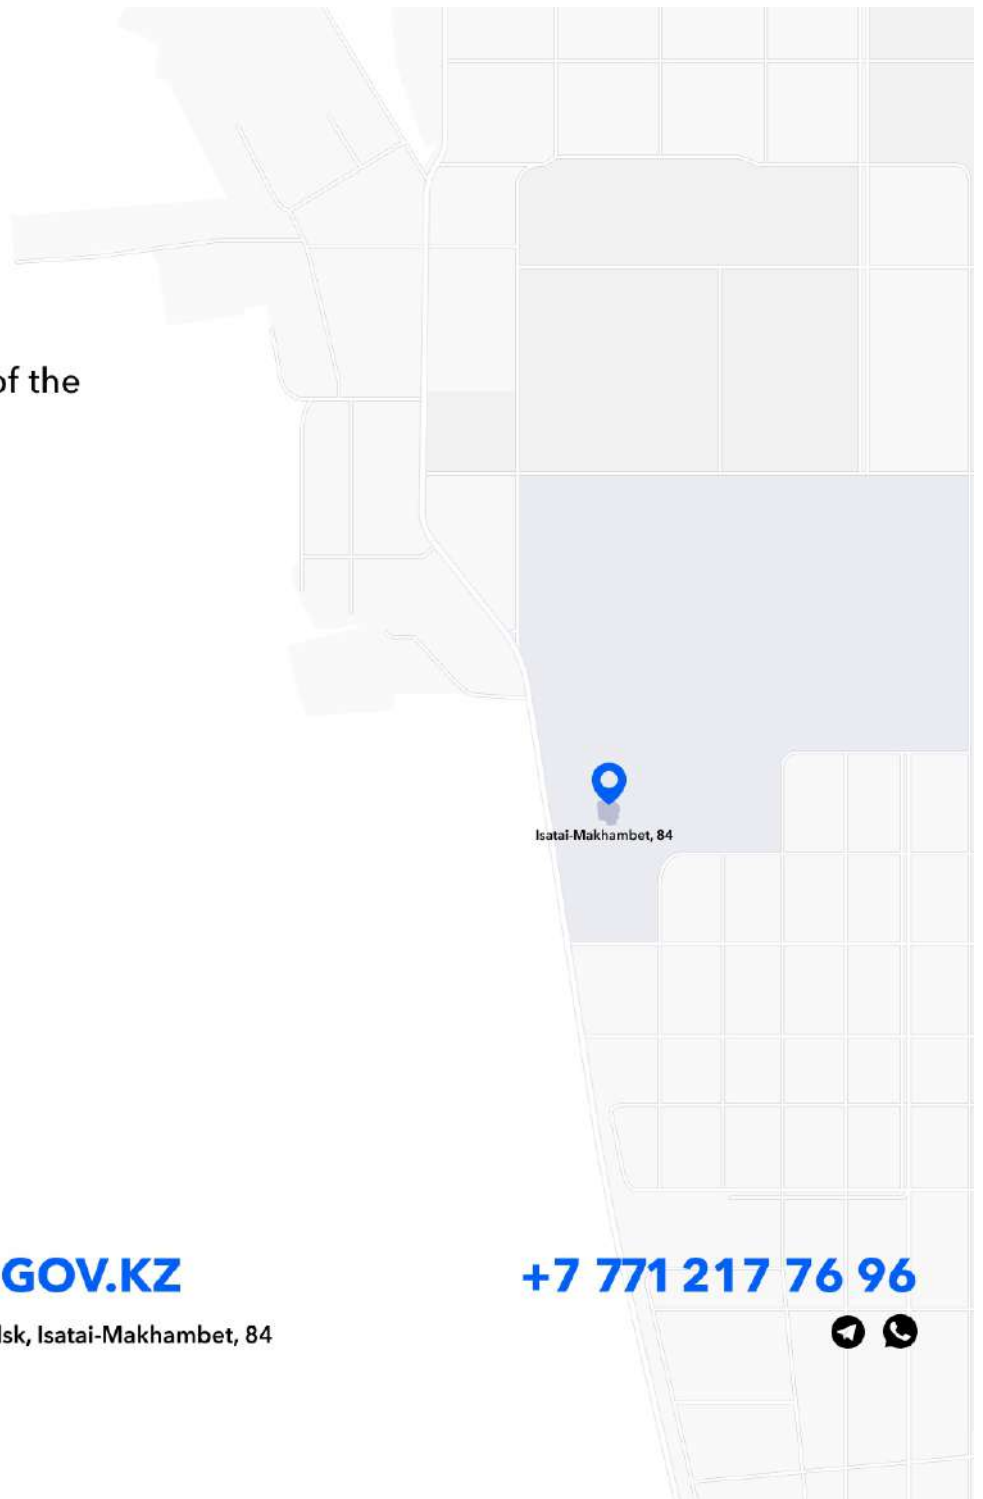 of the
Isatai-Makhambet, 84
GOV.KZ
+7 771 217 76 96
lsk, Isatai-Makhambet, 84